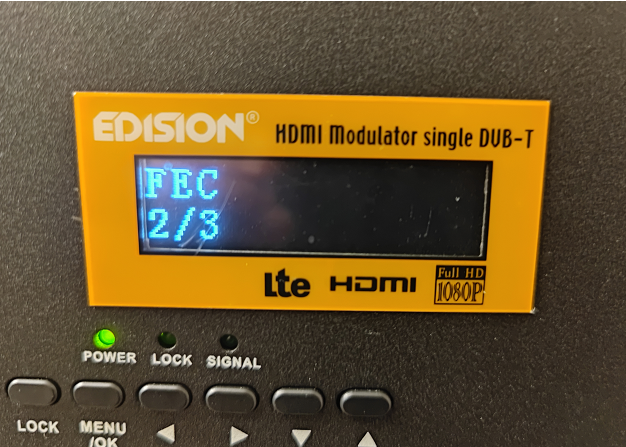 EDISION®
HDMI Modulator single DVB-T
FEC
2/3
Lte HDMI Full HD 1080P
POWER LOCK SIGNAL
LOCK MENU /OK ◀ ▶ ▼ ▲